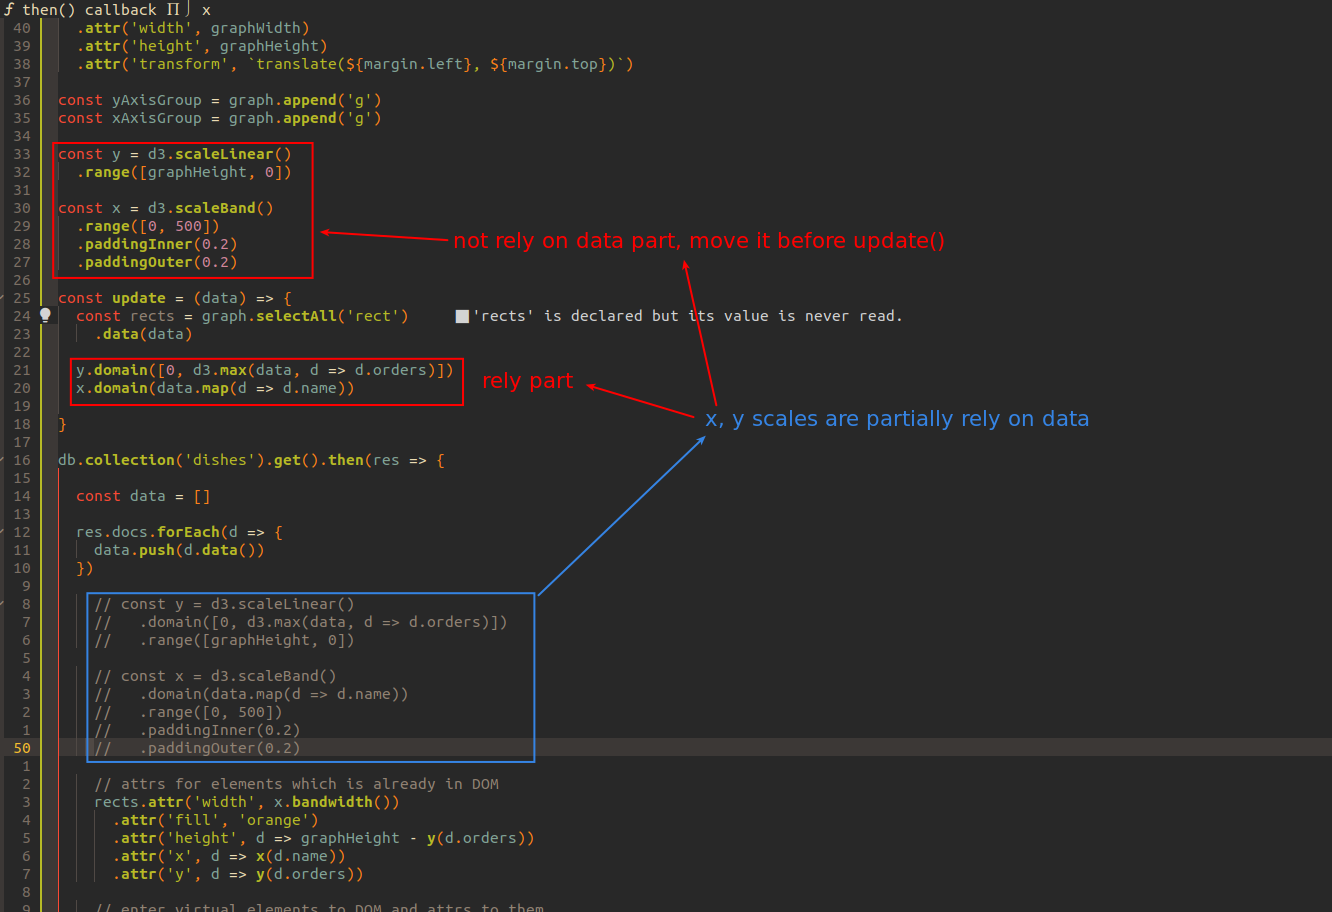 ƒ then() callback ∏⌡ x
40 .attr('width', graphWidth)
39 .attr('height', graphHeight)
38 .attr('transform', `translate(${margin.left}, ${margin.top})`)
37
36 const yAxisGroup = graph.append('g')
35 const xAxisGroup = graph.append('g')
34
33 const y = d3.scaleLinear()
32 .range([graphHeight, 0])
31
30 const x = d3.scaleBand()
29 .range([0, 500])
28 .paddingInner(0.2)
27 .paddingOuter(0.2)
not rely on data part, move it before update()
26
25 const update = (data) => {
24 const rects = graph.selectAll('rect') 'rects' is declared but its value is never read.
23 .data(data)
22
21 y.domain([0, d3.max(data, d => d.orders)])
20 x.domain(data.map(d => d.name))
rely part
19
18 }
x, y scales are partially rely on data
17
16 db.collection('dishes').get().then(res => {
15
14 const data = []
13
12 res.docs.forEach(d => {
11 data.push(d.data())
10 })
9
8 // const y = d3.scaleLinear()
7 // .domain([0, d3.max(data, d => d.orders)])
6 // .range([graphHeight, 0])
5
4 // const x = d3.scaleBand()
3 // .domain(data.map(d => d.name))
2 // .range([0, 500])
1 // .paddingInner(0.2)
50 // .paddingOuter(0.2)
1
2 // attrs for elements which is already in DOM
3 rects.attr('width', x.bandwidth())
4 .attr('fill', 'orange')
5 .attr('height', d => graphHeight - y(d.orders))
6 .attr('x', d => x(d.name))
7 .attr('y', d => y(d.orders))
8
9 // enter virtual elements to DOM and attrs to them